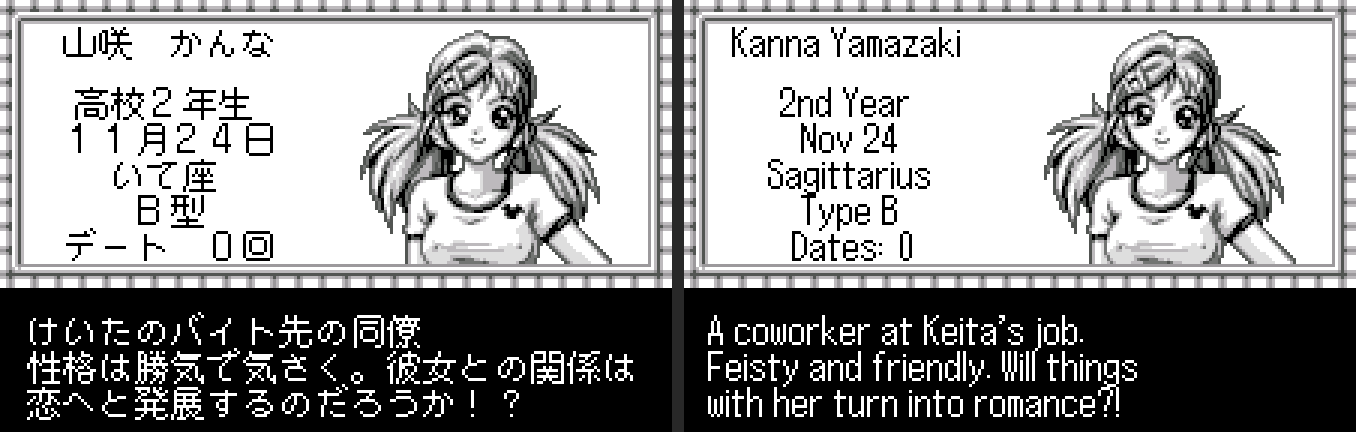 山咲　かんな
高校2年生
11月24日
いて座
B型
デート　0回
けいたのバイト先の同僚
性格は勝気で気さく。彼女との関係は
恋へと発展するのだろうか！？
Kanna Yamazaki
2nd Year
Nov 24
Sagittarius
Type B
Dates: 0
A coworker at Keita's job.
Feisty and friendly. Will things
with her turn into romance?!